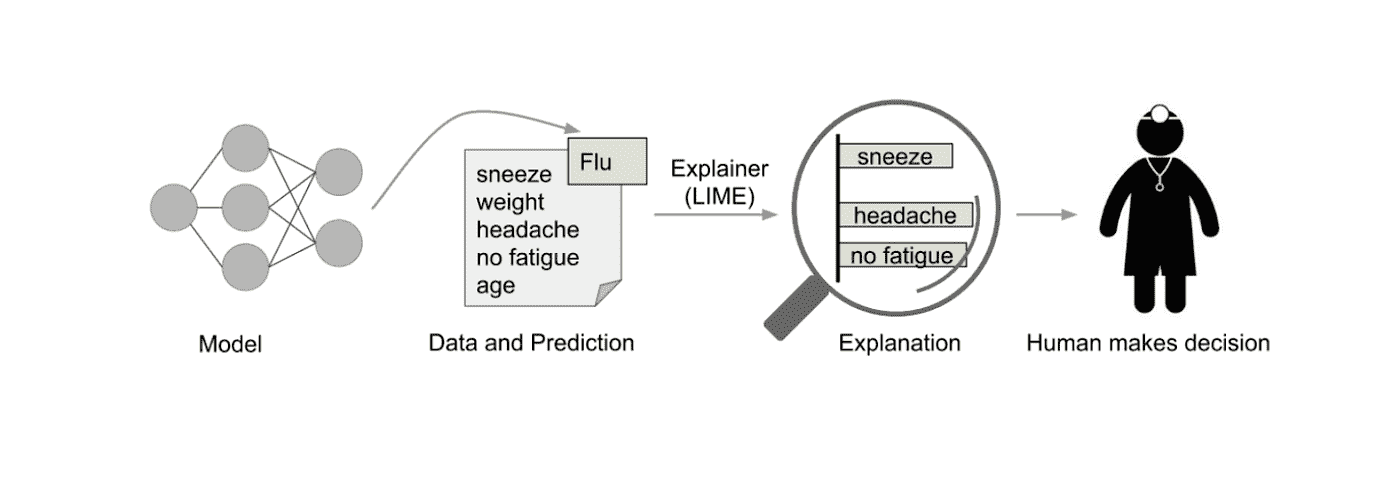 sneeze
weight
headache
no fatigue
age
Flu
Explainer
(LIME)
sneeze
headache
no fatigue
Model
Data and Prediction
Explanation
Human makes decision